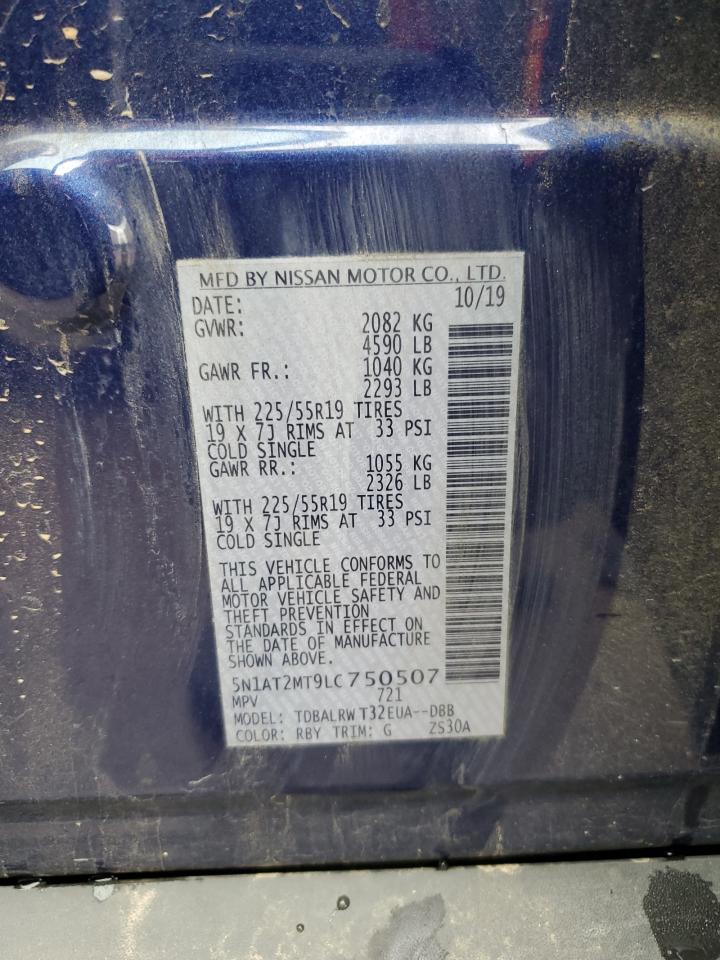 MFD BY NISSAN MOTOR CO., LTD.
DATE: 10/19
GVWR: 2082 KG
4590 LB
GAWR FR.: 1040 KG
2293 LB
WITH 225/55R19 TIRES
19 X 7J RIMS AT 33 PSI
COLD SINGLE
GAWR RR.: 1055 KG
2326 LB
WITH 225/55R19 TIRES
19 X 7J RIMS AT 33 PSI
COLD SINGLE
THIS VEHICLE CONFORMS TO
ALL APPLICABLE FEDERAL
MOTOR VEHICLE SAFETY AND
THEFT PREVENTION
STANDARDS IN EFFECT ON
THE DATE OF MANUFACTURE
SHOWN ABOVE.
5N1AT2MT9LC750507
MPV 721
MODEL: TDBALRW T32EUA--DBB
COLOR: RBY TRIM: G ZS30A